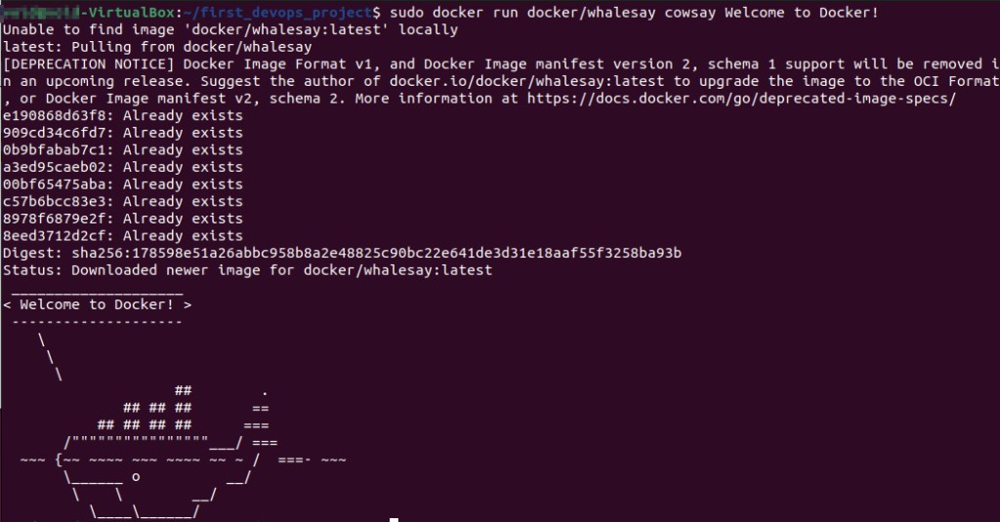 -VirtualBox:~/first_devops_project$ sudo docker run docker/whalesay cowsay Welcome to Docker!
Unable to find image 'docker/whalesay:latest' locally
latest: Pulling from docker/whalesay
[DEPRECATION NOTICE] Docker Image Format v1, and Docker Image manifest version 2, schema 1 support will be removed i
n an upcoming release. Suggest the author of docker.io/docker/whalesay:latest to upgrade the image to the OCI Format
, or Docker Image manifest v2, schema 2. More information at https://docs.docker.com/go/deprecated-image-specs/
e190868d63f8: Already exists
909cd34c6fd7: Already exists
0b9bfabab7c1: Already exists
a3ed95caeb02: Already exists
00bf65475aba: Already exists
c57b6bcc83e3: Already exists
8978f6879e2f: Already exists
8eed3712d2cf: Already exists
Digest: sha256:178598e51a26abbc958b8a2e48825c90bc22e641de3d31e18aaf55f3258ba93b
Status: Downloaded newer image for docker/whalesay:latest
 ____________________
< Welcome to Docker! >
 --------------------
    \
     \
      \
                    ##        .
              ## ## ##       ==
           ## ## ## ##      ===
       /""""""""""""""""___/ ===
  ~~~ {~~ ~~~~ ~~~ ~~~~ ~~ ~ /  ===- ~~~
       \______ o          __/
        \    \        __/
          \____\______/